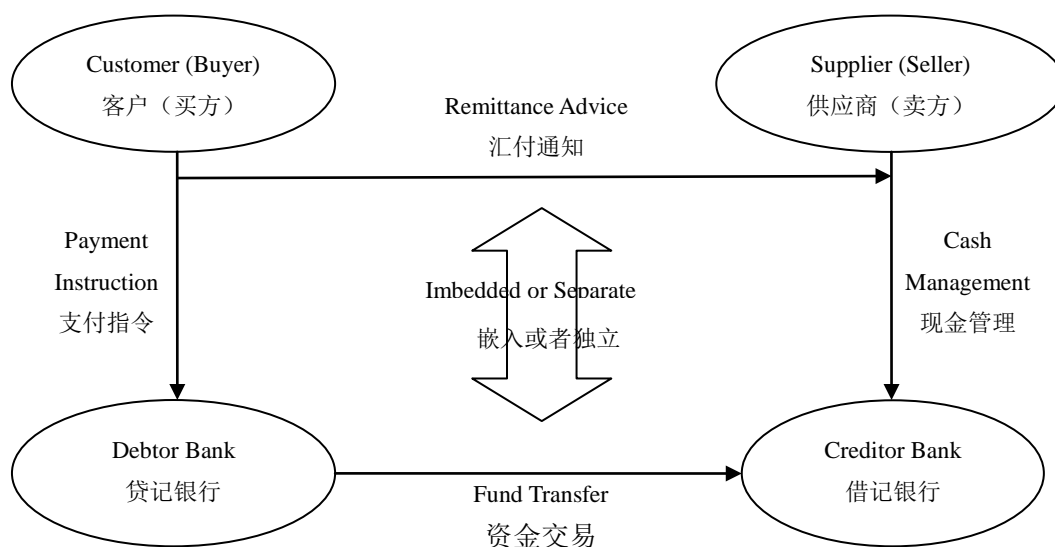 Customer (Buyer)
客户（买方）
Supplier (Seller)
供应商（卖方）
Remittance Advice
汇付通知
Payment
Instruction
支付指令
Imbedded or Separate
嵌入或者独立
Cash
Management
现金管理
Debtor Bank
贷记银行
Creditor Bank
借记银行
Fund Transfer
资金交易